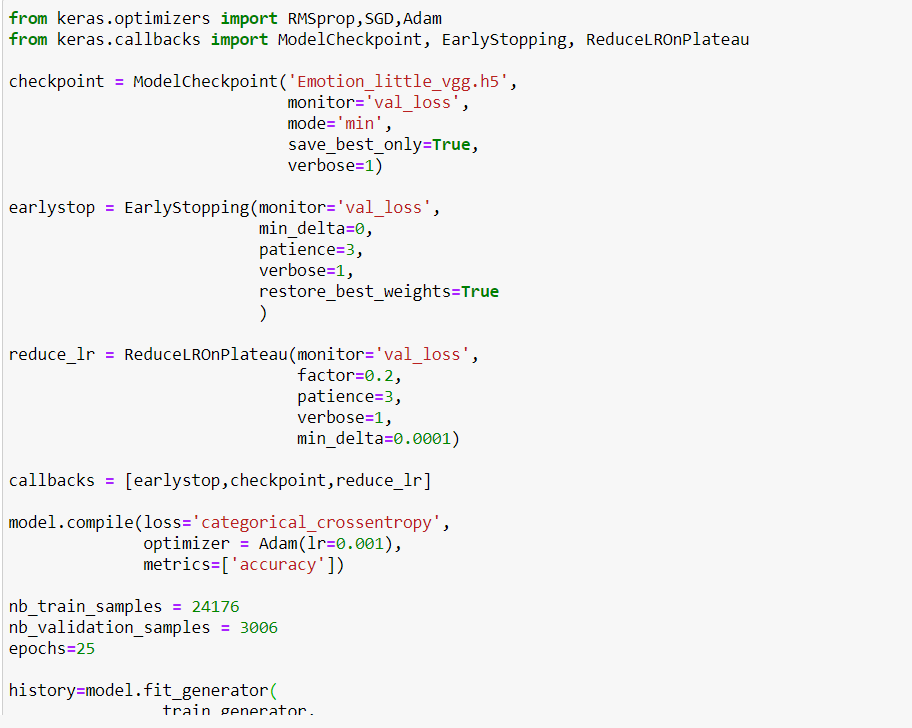 from keras.optimizers import RMSprop,SGD,Adam
from keras.callbacks import ModelCheckpoint, EarlyStopping, ReduceLROnPlateau
checkpoint = ModelCheckpoint('Emotion_little_vgg.h5',
monitor='val_loss',
mode='min',
save_best_only=True,
verbose=1)
earlystop = EarlyStopping(monitor='val_loss',
min_delta=0,
patience=3,
verbose=1,
restore_best_weights=True
)
reduce_lr = ReduceLROnPlateau(monitor='val_loss',
factor=0.2,
patience=3,
verbose=1,
min_delta=0.0001)
callbacks = [earlystop,checkpoint,reduce_lr]
model.compile(loss='categorical_crossentropy',
optimizer = Adam(lr=0.001),
metrics=['accuracy'])
nb_train_samples = 24176
nb_validation_samples = 3006
epochs=25
history=model.fit_generator(
train_generator,